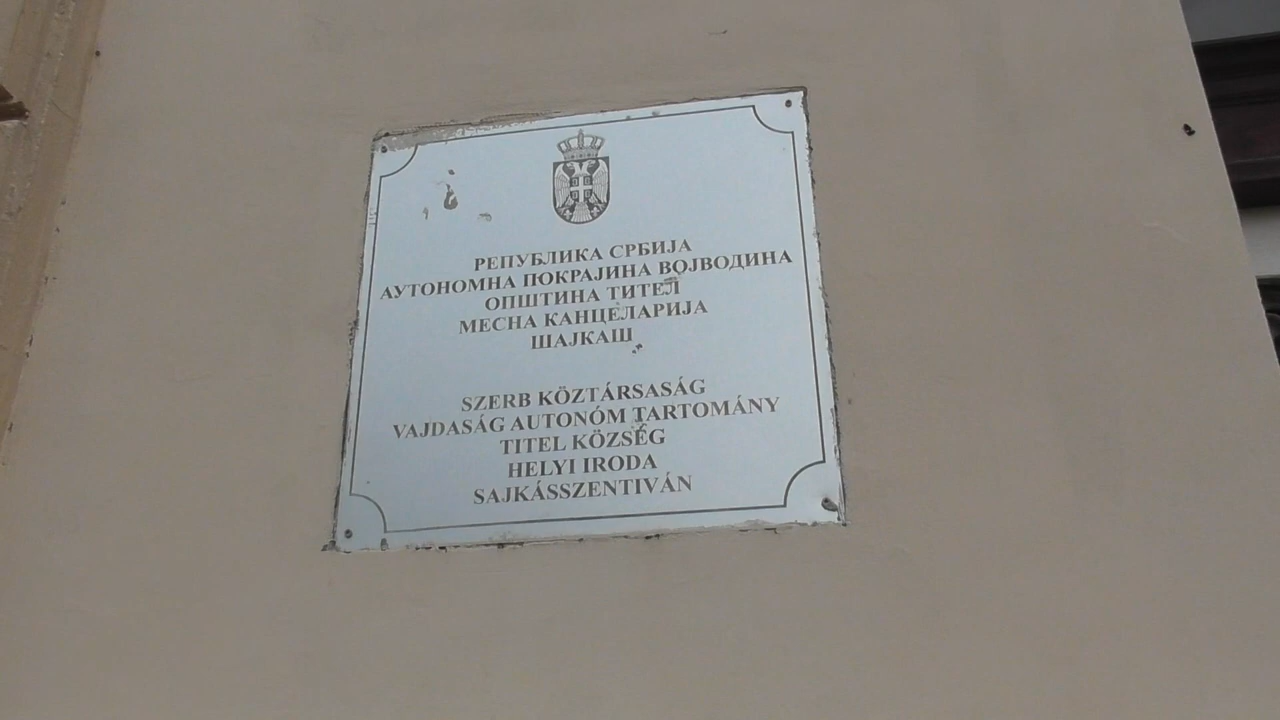 РЕПУБЛИКА СРБИЈА
АУТОНОМНА ПОКРАЈИНА ВОЈВОДИНА
ОПШТИНА ТИТЕЛ
МЕСНА КАНЦЕЛАРИЈА
ШАЈКАШ
SZERB KÖZTÁRSASÁG
VAJDASÁG AUTONÓM TARTOMÁNY
TITEL KÖZSÉG
HELYI IRODA
SAJKÁSSZENTIVÁN